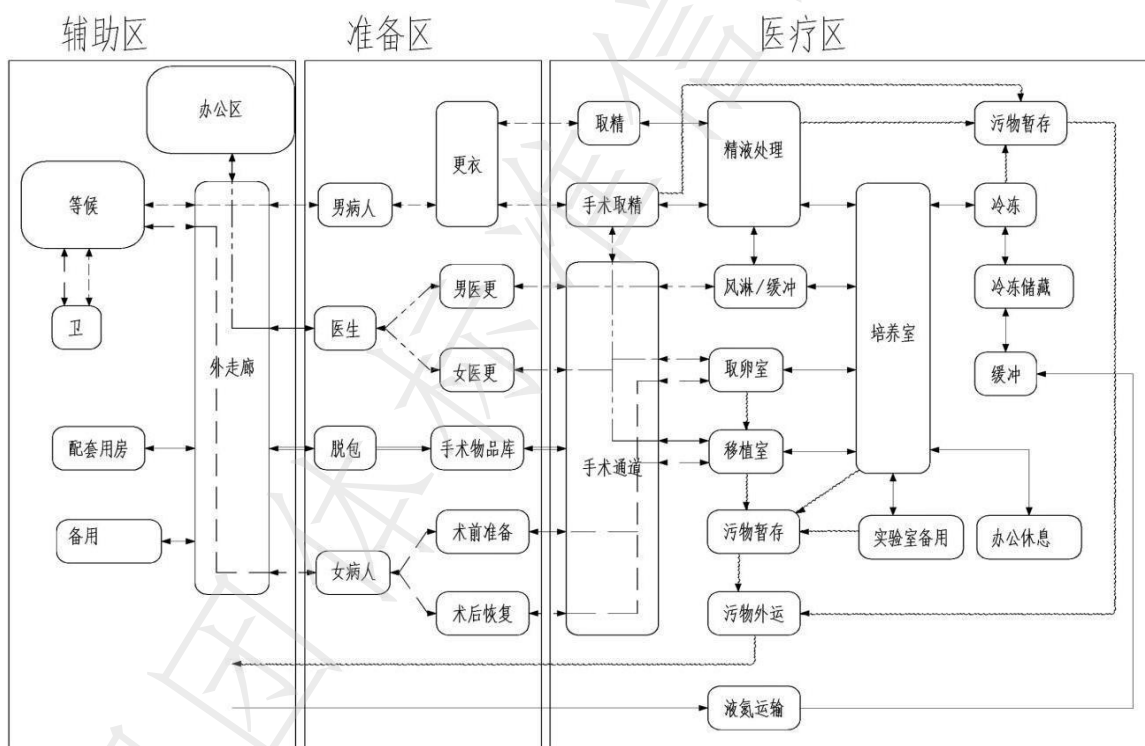 辅助区
准备区
医疗区
办公区
等候
卫
外走廊
配套用房
备用
更衣
男病人
男医更
医生
女医更
脱包
手术物品库
术前准备
女病人
术后恢复
取精
精液处理
污物暂存
手术取精
冷冻
风淋/缓冲
冷冻储藏
培养室
取卵室
缓冲
移植室
手术通道
污物暂存
实验室备用
办公休息
污物外运
液氮运输